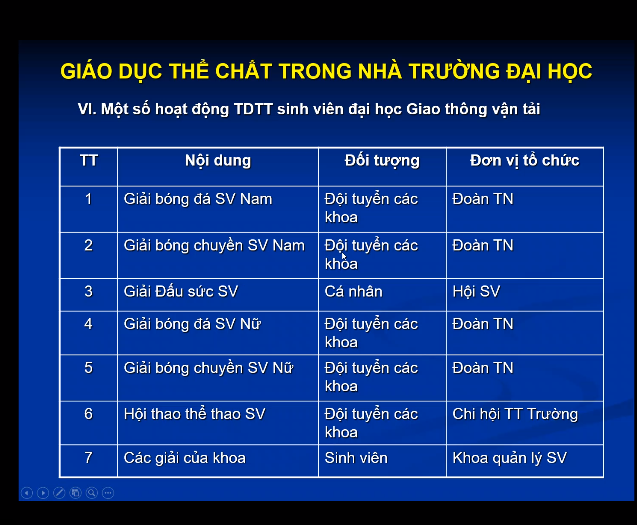 GIÁO DỤC THỂ CHẤT TRONG NHÀ TRƯỜNG ĐẠI HỌC
VI. Một số hoạt động TDTT sinh viên đại học Giao thông vận tải
TT Nội dung Đối tượng Đơn vị tổ chức
1 Giải bóng đá SV Nam Đội tuyển các khoa Đoàn TN
2 Giải bóng chuyền SV Nam Đội tuyển các khoa Đoàn TN
3 Giải Đấu sức SV Cá nhân Hội SV
4 Giải bóng đá SV Nữ Đội tuyển các khoa Đoàn TN
5 Giải bóng chuyền SV Nữ Đội tuyển các khoa Đoàn TN
6 Hội thao thể thao SV Đội tuyển các khoa Chi hội TT Trường
7 Các giải của khoa Sinh viên Khoa quản lý SV